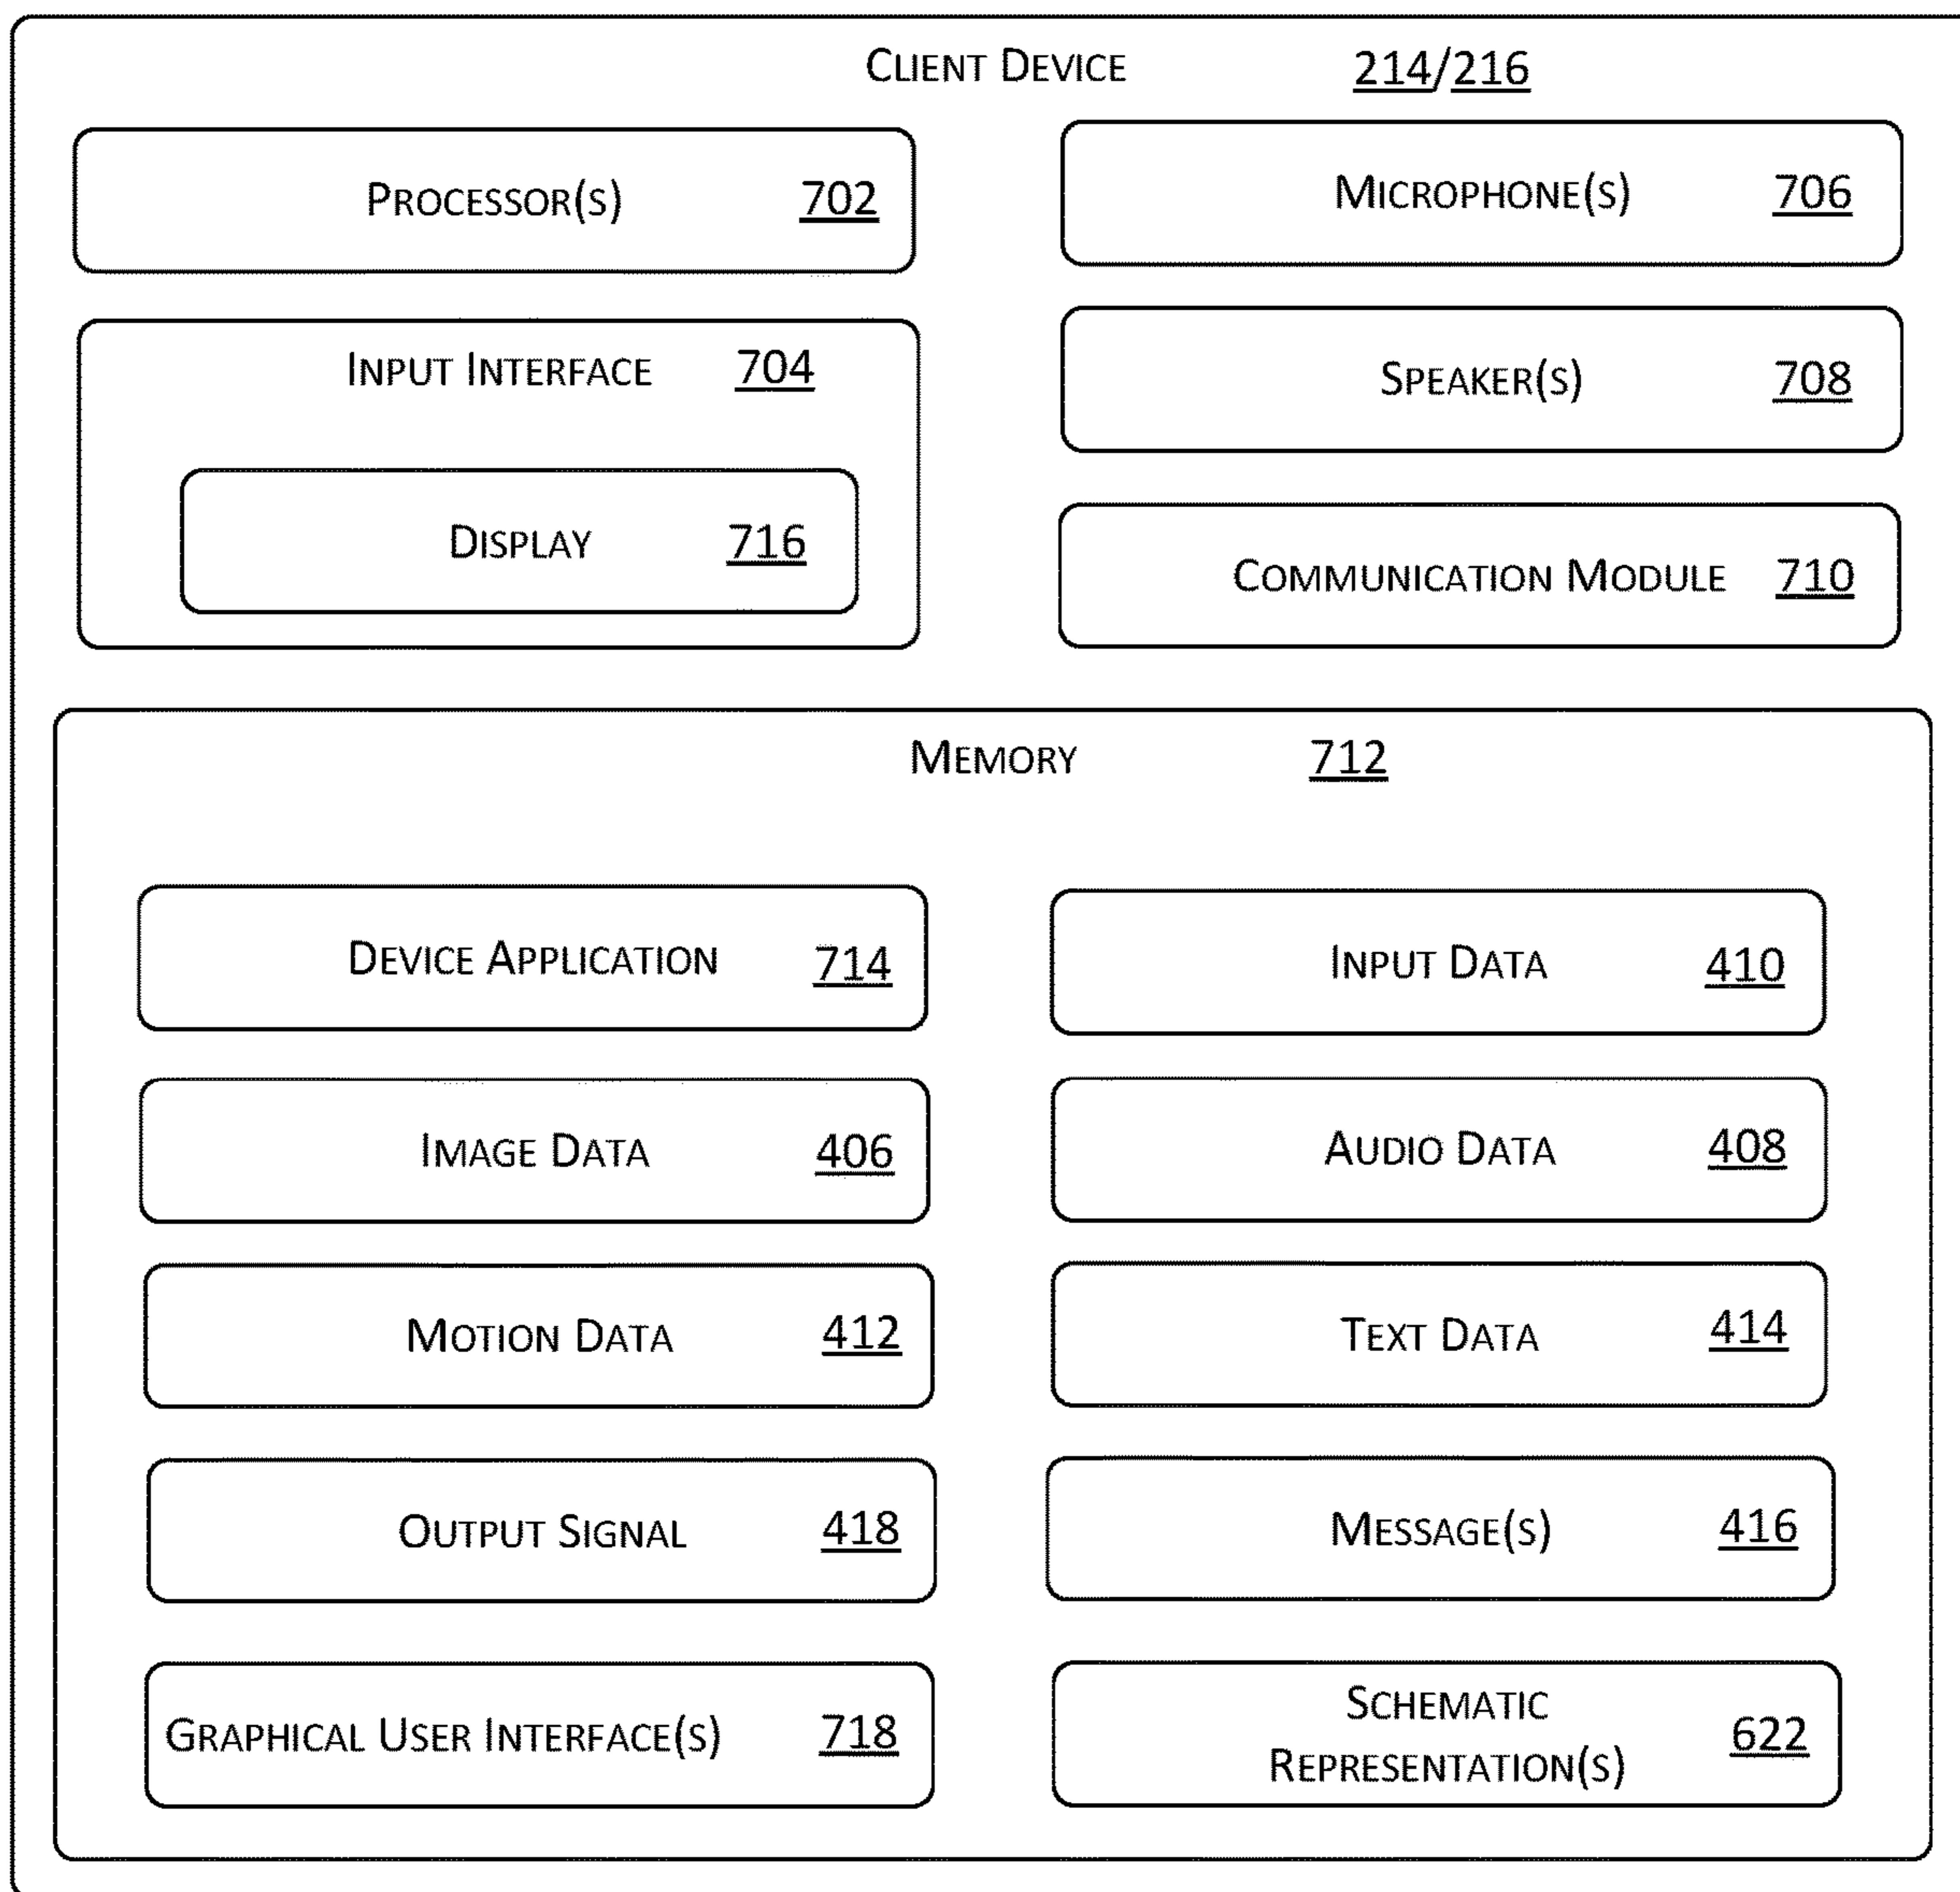 CLIENT DEVICE 214/216
PROCESSOR(S) 702
MICROPHONE(S) 706
INPUT INTERFACE 704
SPEAKER(S) 708
DISPLAY 716
COMMUNICATION MODULE 710
MEMORY 712
DEVICE APPLICATION 714
INPUT DATA 410
IMAGE DATA 406
AUDIO DATA 408
MOTION DATA 412
TEXT DATA 414
OUTPUT SIGNAL 418
MESSAGE(S) 416
GRAPHICAL USER INTERFACE(S) 718
SCHEMATIC
REPRESENTATION(S) 622